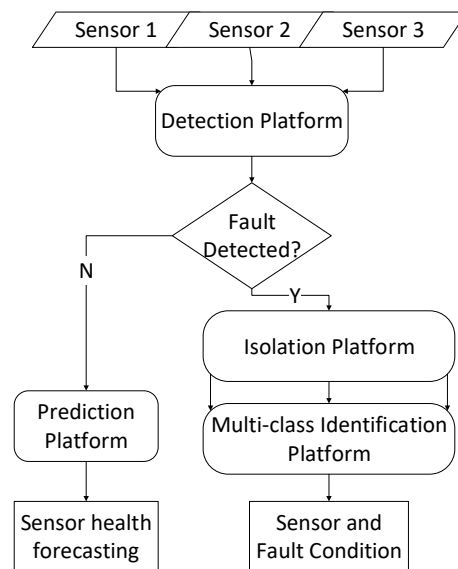 Sensor 1 Sensor 2 Sensor 3
Detection Platform
Fault
Detected?
N
Y
Isolation Platform
Prediction
Platform
Multi-class Identification
Platform
Sensor health
forecasting
Sensor and
Fault Condition